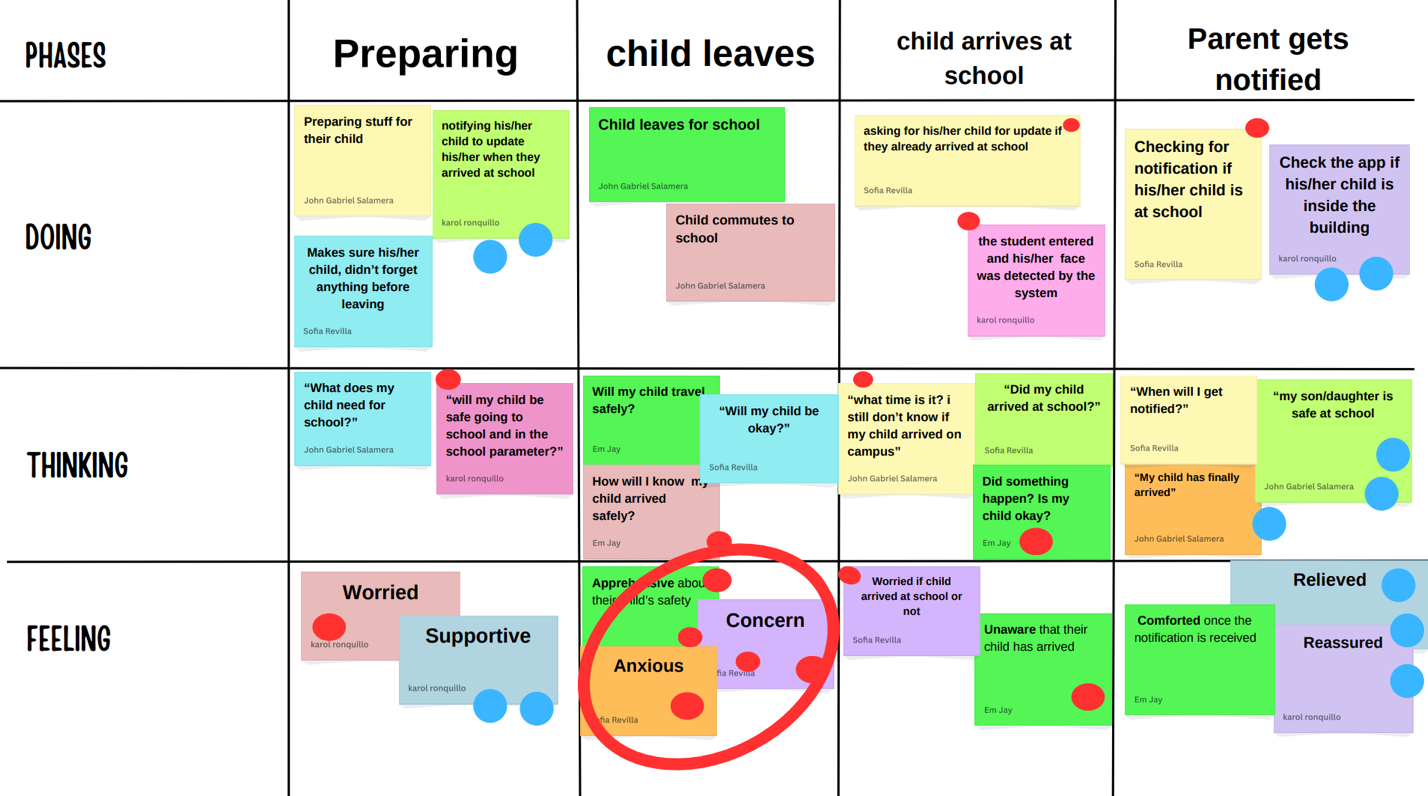 PHASES
Preparing
child leaves
child arrives at
school
Parent gets
notified
DOING
Preparing stuff for
their child
John Gabriel Salamera
notifying his/her
child to update
his/her when they
arrived at school
karol ronquillo
Makes sure his/her
child, didn't forget
anything before
leaving
Sofia Revilla
Child leaves for school
John Gabriel Salamera
Child commutes to
school
John Gabriel Salamera
asking for his/her child for update if
they already arrived at school
Sofia Revilla
the student entered
and his/her face
was detected by the
system
karol ronquillo
Checking for
notification if
his/her child is
at school
Sofia Revilla
Check the app if
his/her child is
inside the
building
karol ronquillo
THINKING
“What does my
child need for
school?”
John Gabriel Salamera
“will my child be
safe going to
school and in the
school parameter?”
karol ronquillo
Will my child travel
safely?
Em Jay
“Will my child be
okay?”
Sofia Revilla
How will I know my
child arrived
safely?
Em Jay
“what time is it? i
still don’t know if
my child arrived on
campus”
John Gabriel Salamera
“Did my child
arrived at school?”
Sofia Revilla
Did something
happen? Is my
child okay?
Em Jay
“When will I get
notified?”
Sofia Revilla
“my son/daughter is
safe at school
John Gabriel Salamera
“My child has finally
arrived”
John Gabriel Salamera
FEELING
Worried
karol ronquillo
Supportive
karol ronquillo
their child’s safety
Concern
Revilla
Anxious
Revilla
Worried if child
arrived at school or
not
Sofia Revilla
Unaware that their
child has arrived
Em Jay
Relieved
Comforted once the
notification is received
Em Jay
Reassured
karol ronquillo